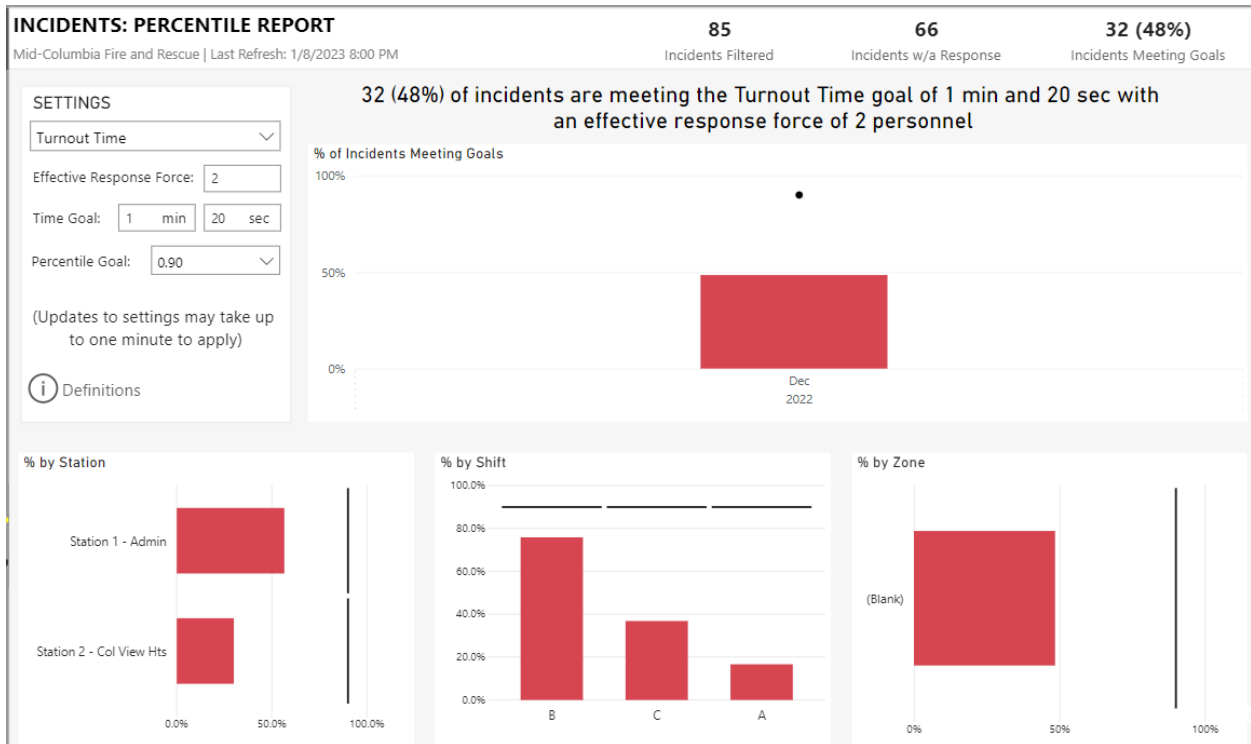 INCIDENTS: PERCENTILE REPORT
Mid-Columbia Fire and Rescue | Last Refresh: 1/8/2023 8:00 PM
85
Incidents Filtered
66
Incidents w/a Response
32 (48%)
Incidents Meeting Goals
SETTINGS
Turnout Time
Effective Response Force: 2
Time Goal: 1 min 20 sec
Percentile Goal: 0.90
(Updates to settings may take up
to one minute to apply)
i Definitions
32 (48%) of incidents are meeting the Turnout Time goal of 1 min and 20 sec with
an effective response force of 2 personnel
% of Incidents Meeting Goals
100%
50%
0%
Dec
2022
% by Station
Station 1 - Admin
Station 2 - Col View Hts
0.0% 50.0% 100.0%
% by Shift
100.0%
80.0%
60.0%
40.0%
20.0%
0.0%
B C A
% by Zone
(Blank)
0% 50% 100%